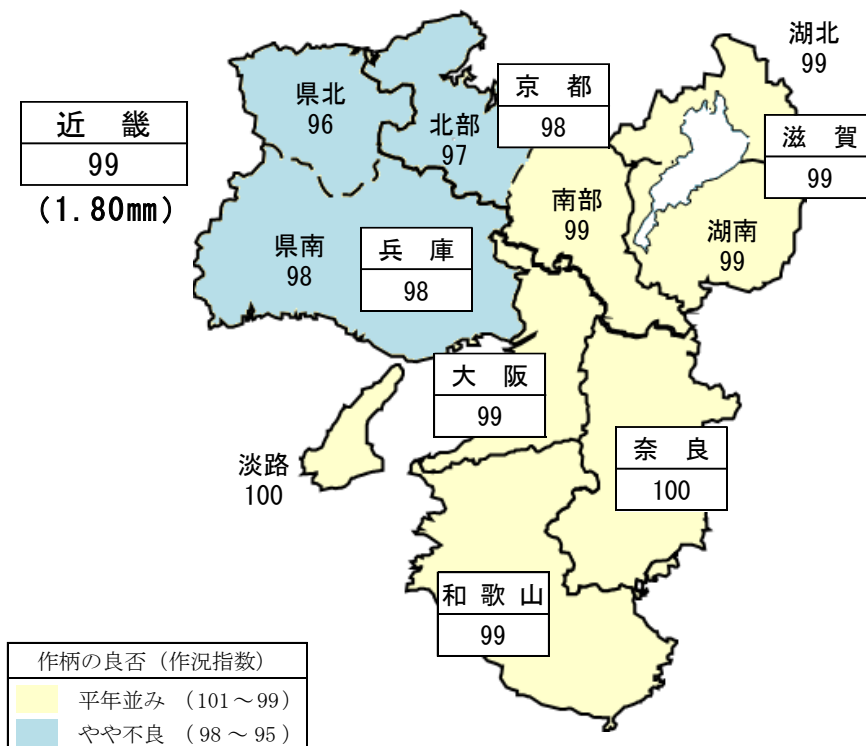 近畿
99
(1.80mm)
県北
96
北部
97
京都
98
湖北
99
滋賀
99
南部
99
湖南
99
県南
98
兵庫
98
大阪
99
淡路
100
奈良
100
和歌山
99
作柄の良否（作況指数）
平年並み （101～99）
やや不良 （98～95）